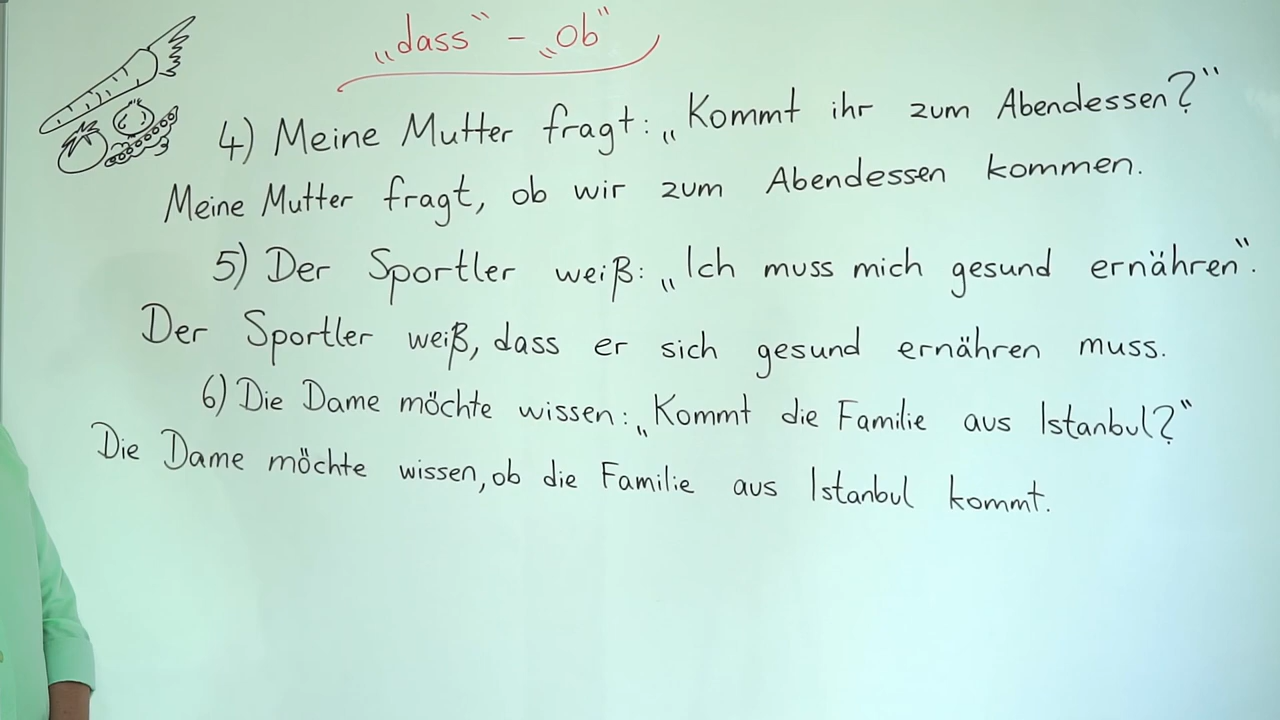 „dass“ - „ob“
4) Meine Mutter fragt: „Kommt ihr zum Abendessen?“
Meine Mutter fragt, ob wir zum Abendessen kommen.
5) Der Sportler weiß: „Ich muss mich gesund ernähren“.
Der Sportler weiß, dass er sich gesund ernähren muss.
6) Die Dame möchte wissen: „Kommt die Familie aus Istanbul?“
Die Dame möchte wissen, ob die Familie aus Istanbul kommt.